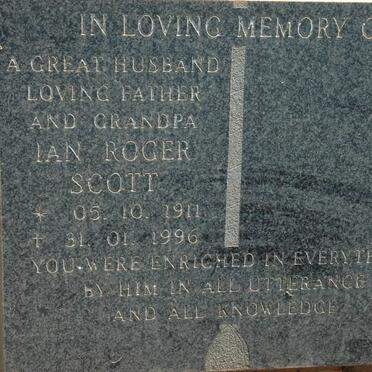 IN LOVING MEMORY O
A GREAT HUSBAND
LOVING FATHER
AND GRANDPA
IAN ROGER
SCOTT
* 05. 10. 1911
† 31. 01. 1996
YOU WERE ENRICHED IN EVERYTH
BY HIM IN ALL UTTERANCE
AND ALL KNOWLEDGE